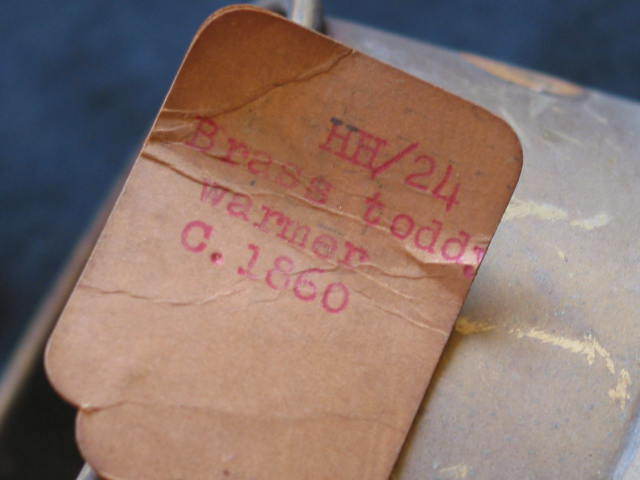 HH/24
Brass toddy
warmer
C.1860